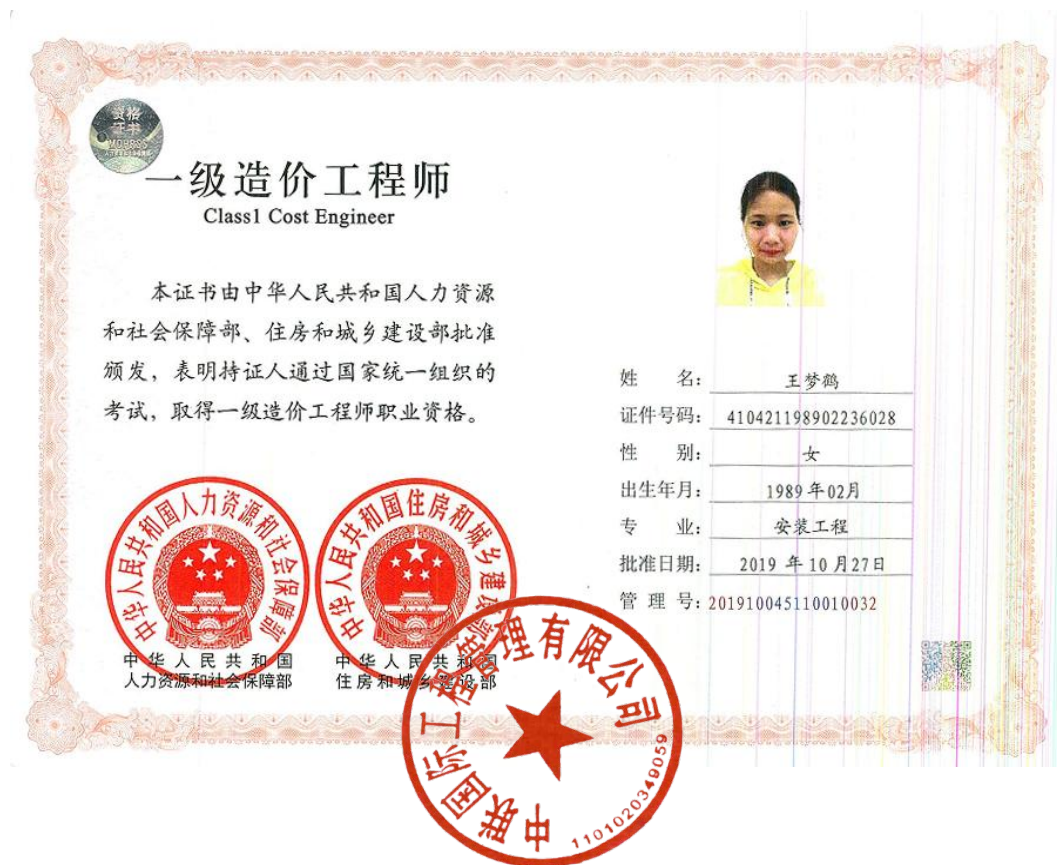 资格
证书
MOHRSS
一级造价工程师
Class1 Cost Engineer
本证书由中华人民共和国人力资源
和社会保障部、住房和城乡建设部批准
颁发，表明持证人通过国家统一组织的
考试，取得一级造价工程师职业资格。
中华人民共和国人力资源和社会保障部
中华人民共和国住房和城乡建设部
中华人民共和国
人力资源和社会保障部
中华人民共和国
住房和城乡建设部
姓 名： 王梦鹤
证件号码： 410421198902236028
性 别： 女
出生年月： 1989年02月
专 业： 安装工程
批准日期： 2019 年 10 月27日
管 理 号：201910045110010032
中联国际工程管理有限公司
1101020349059